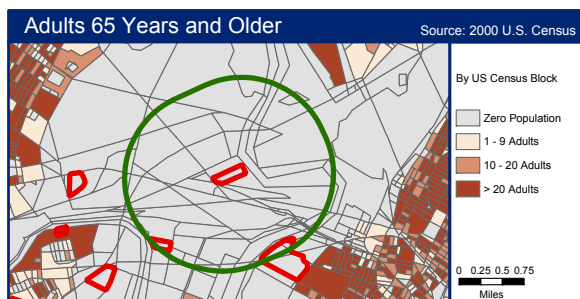 Adults 65 Years and Older
Source: 2000 U.S. Census
By US Census Block
Zero Population
1 - 9 Adults
10 - 20 Adults
> 20 Adults
0 0.25 0.5 0.75
Miles